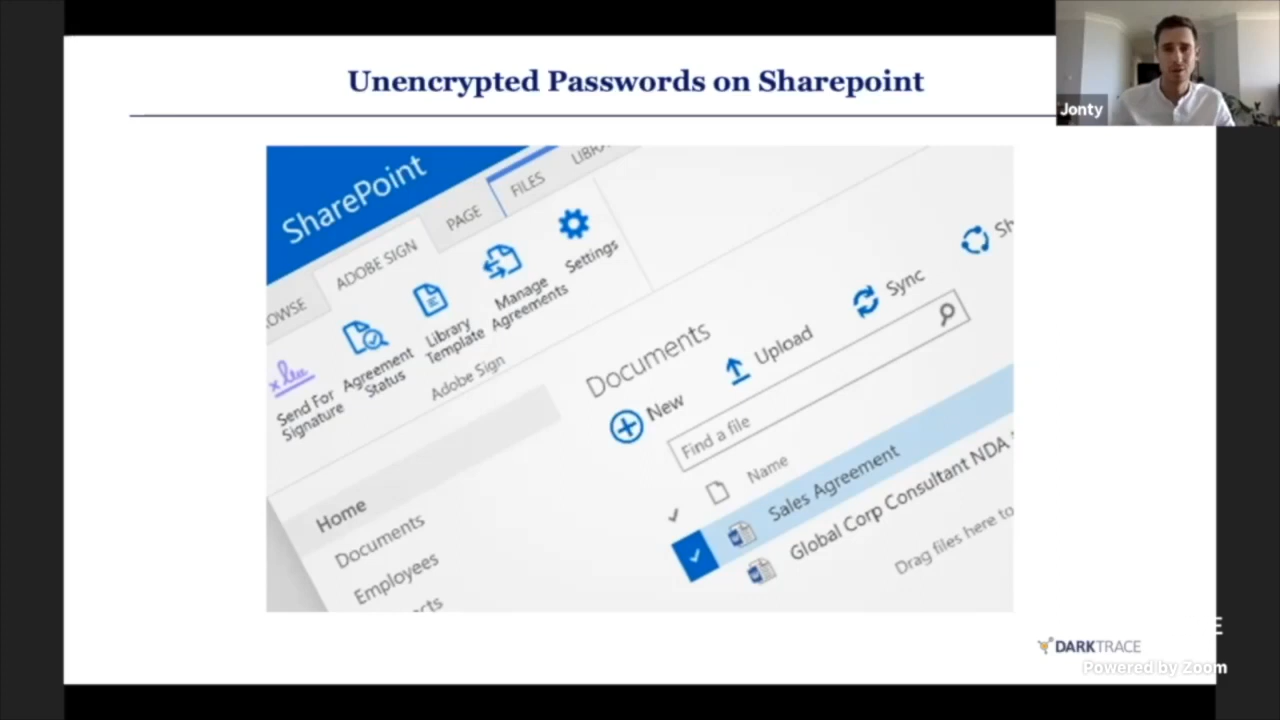 Unencrypted Passwords on Sharepoint
Jonty
SharePoint
ADOBE SIGN
PAGE
FILES
Send For
Signature
Agreement
Status
Library
Template
Manage
Agreements
Settings
Adobe Sign
Home
Documents
Employees
Documents
New
Upload
Sync
Find a file
Name
Sales Agreement
Global Corp Consultant NDA
Drag files here to
DARKTRACE
Powered by Zoom